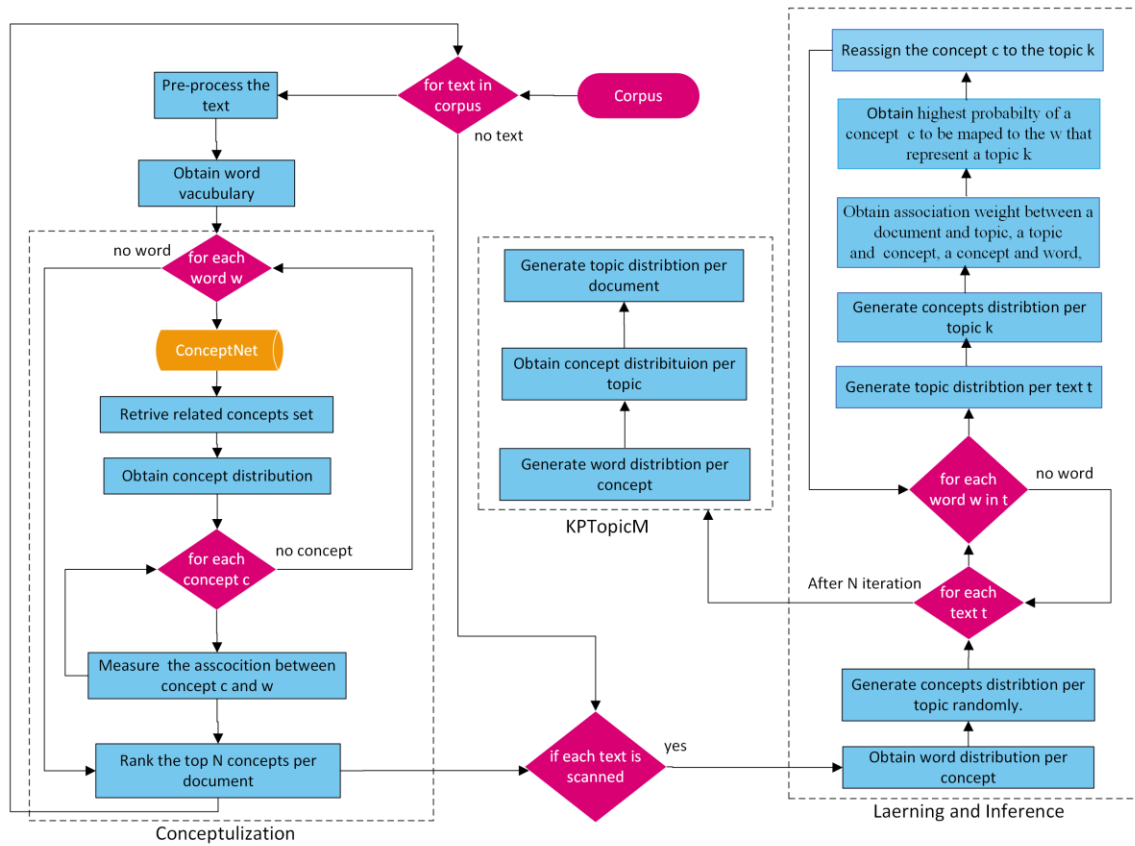 Corpus
for text in
corpus
no text
Pre-process the
text
Obtain word
vacubulary
no word
for each
word w
ConceptNet
Retrive related concepts set
Obtain concept distribution
for each
concept c
no concept
Measure the asscocition between
concept c and w
Rank the top N concepts per
document
Conceptulization
if each text is
scanned
yes
Generate topic distribtion per
document
Obtain concept distribituion per
topic
Generate word distribtion per
concept
KPTopicM
Reassign the concept c to the topic k
Obtain highest probabilty of a
concept c to be maped to the w that
represent a topic k
Obtain association weight between a
document and topic, a topic
and concept, a concept and word,
Generate concepts distribtion per
topic k
Generate topic distribtion per text t
for each
word w in t
no word
After N iteration
for each
text t
Generate concepts distribtion per
topic randomly.
Obtain word distribution per
concept
Laerning and Inference